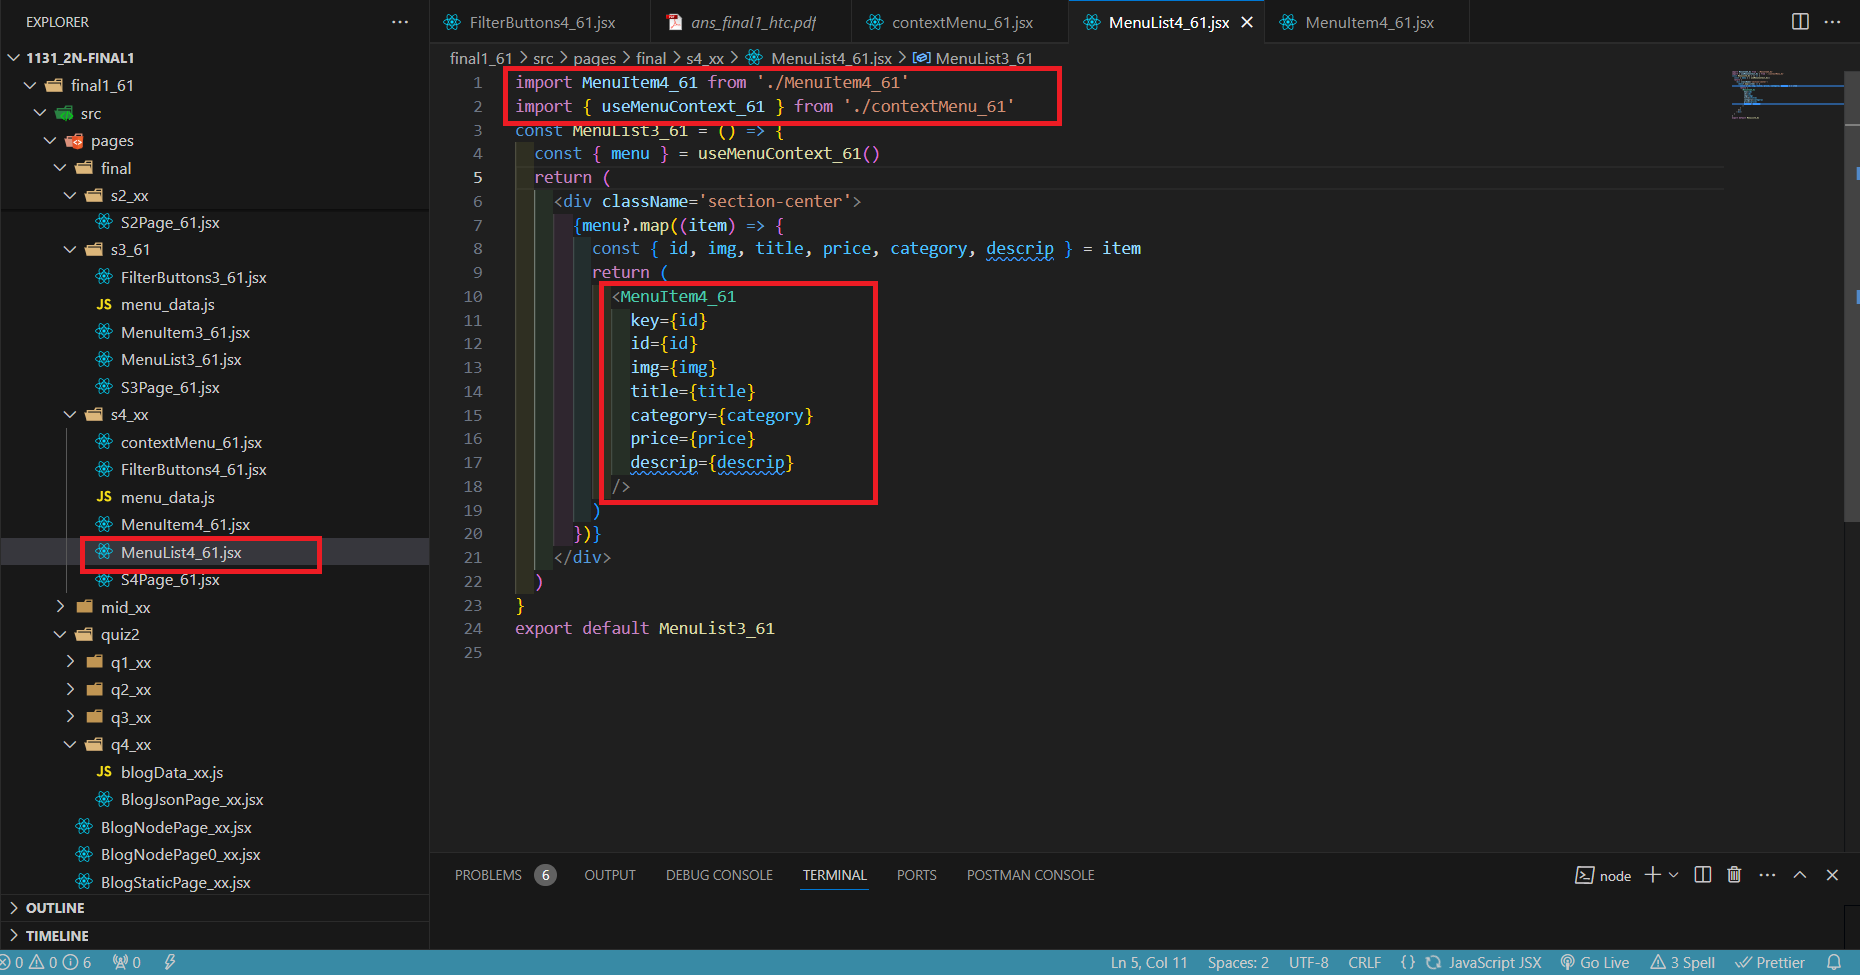 EXPLORER
1131_2N-FINAL1
final1_61
src
pages
final
s2_xx
S2Page_61.jsx
s3_61
FilterButtons3_61.jsx
JS menu_data.js
MenuItem3_61.jsx
MenuList3_61.jsx
S3Page_61.jsx
s4_xx
contextMenu_61.jsx
FilterButtons4_61.jsx
JS menu_data.js
MenuItem4_61.jsx
MenuList4_61.jsx
S4Page_61.jsx
mid_xx
quiz2
q1_xx
q2_xx
q3_xx
q4_xx
JS blogData_xx.js
BlogJsonPage_xx.jsx
BlogNodePage_xx.jsx
BlogNodePage0_xx.jsx
BlogStaticPage_xx.jsx
OUTLINE
TIMELINE
FilterButtons4_61.jsx ans_final1_htc.pdf contextMenu_61.jsx MenuList4_61.jsx MenuItem4_61.jsx
final1_61 > src > pages > final > s4_xx > MenuList4_61.jsx > MenuList3_61
1 import MenuItem4_61 from './MenuItem4_61'
2 import { useMenuContext_61 } from './contextMenu_61'
3 const MenuList3_61 = () => {
4 const { menu } = useMenuContext_61()
5 return (
6 <div className='section-center'>
7 {menu?.map((item) => {
8 const { id, img, title, price, category, descrip } = item
9 return (
10 <MenuItem4_61
11 key={id}
12 id={id}
13 img={img}
14 title={title}
15 category={category}
16 price={price}
17 descrip={descrip}
18 />
19 )
20 })}
21 </div>
22 )
23 }
24 export default MenuList3_61
25
PROBLEMS 6 OUTPUT DEBUG CONSOLE TERMINAL PORTS POSTMAN CONSOLE node
0 0 6 0 Ln 5, Col 11 Spaces: 2 UTF-8 CRLF {} JavaScript JSX Go Live 3 Spell Prettier